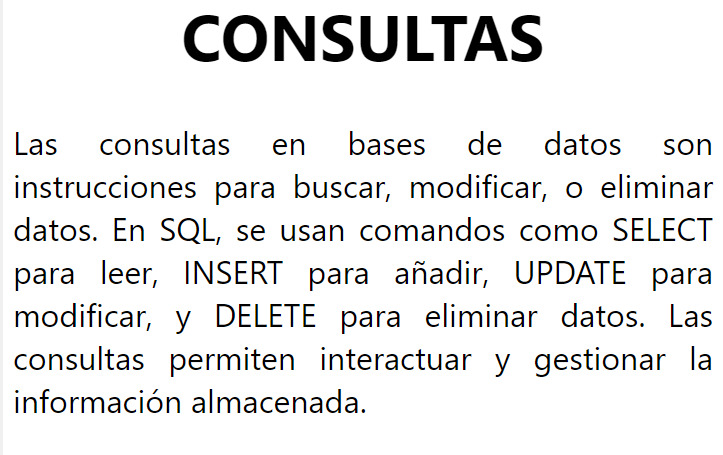 CONSULTAS
Las consultas en bases de datos son
instrucciones para buscar, modificar, o eliminar
datos. En SQL, se usan comandos como SELECT
para leer, INSERT para añadir, UPDATE para
modificar, y DELETE para eliminar datos. Las
consultas permiten interactuar y gestionar la
información almacenada.